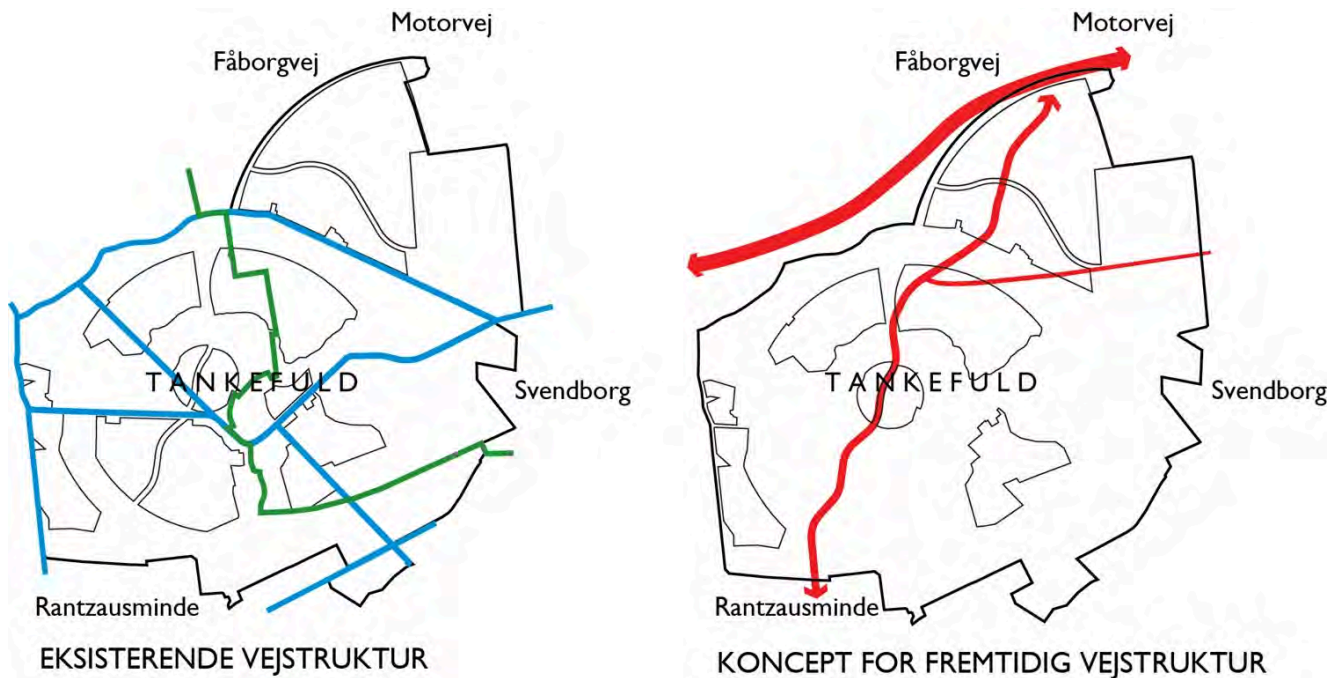 Motorvej
Fåborgvej
TANKEFULD
Svendborg
Rantzausminde
EKSISTERENDE VEJSTRUKTUR
Motorvej
Fåborgvej
TANKEFULD
Svendborg
Rantzausminde
KONCEPT FOR FREMTIDIG VEJSTRUKTUR